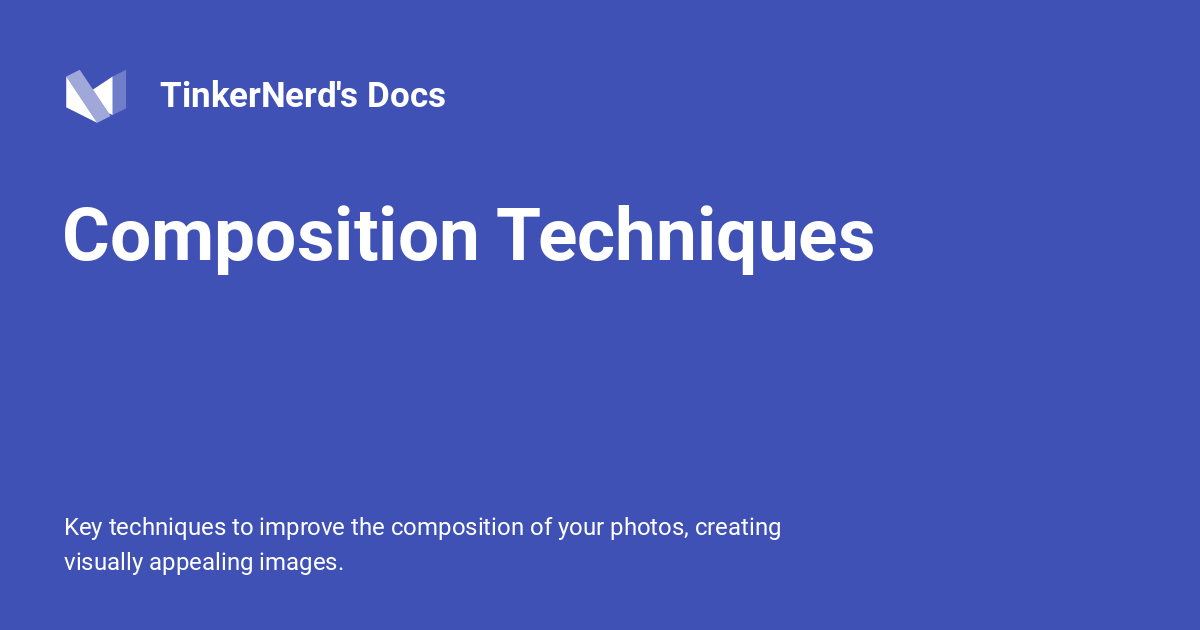 TinkerNerd's Docs
Composition Techniques
Key techniques to improve the composition of your photos, creating
visually appealing images.